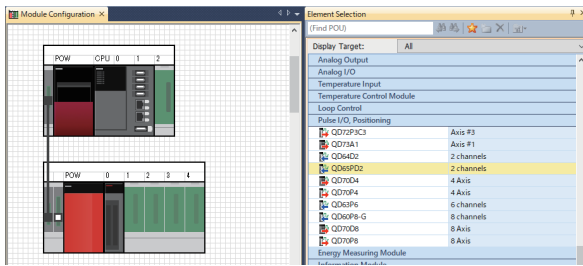 Module Configuration
POW CPU 0 1 2
POW 0 1 2 3 4
Element Selection
(Find POU)
Display Target: All
Analog Output
Analog I/O
Temperature Input
Temperature Control Module
Loop Control
Pulse I/O, Positioning
QD72P3C3 Axis #3
QD73A1 Axis #1
QD64D2 2 channels
QD65PD2 2 channels
QD70D4 4 Axis
QD70P4 4 Axis
QD63P6 6 channels
QD60P8-G 8 channels
QD70D8 8 Axis
QD70P8 8 Axis
Energy Measuring Module
Information Module